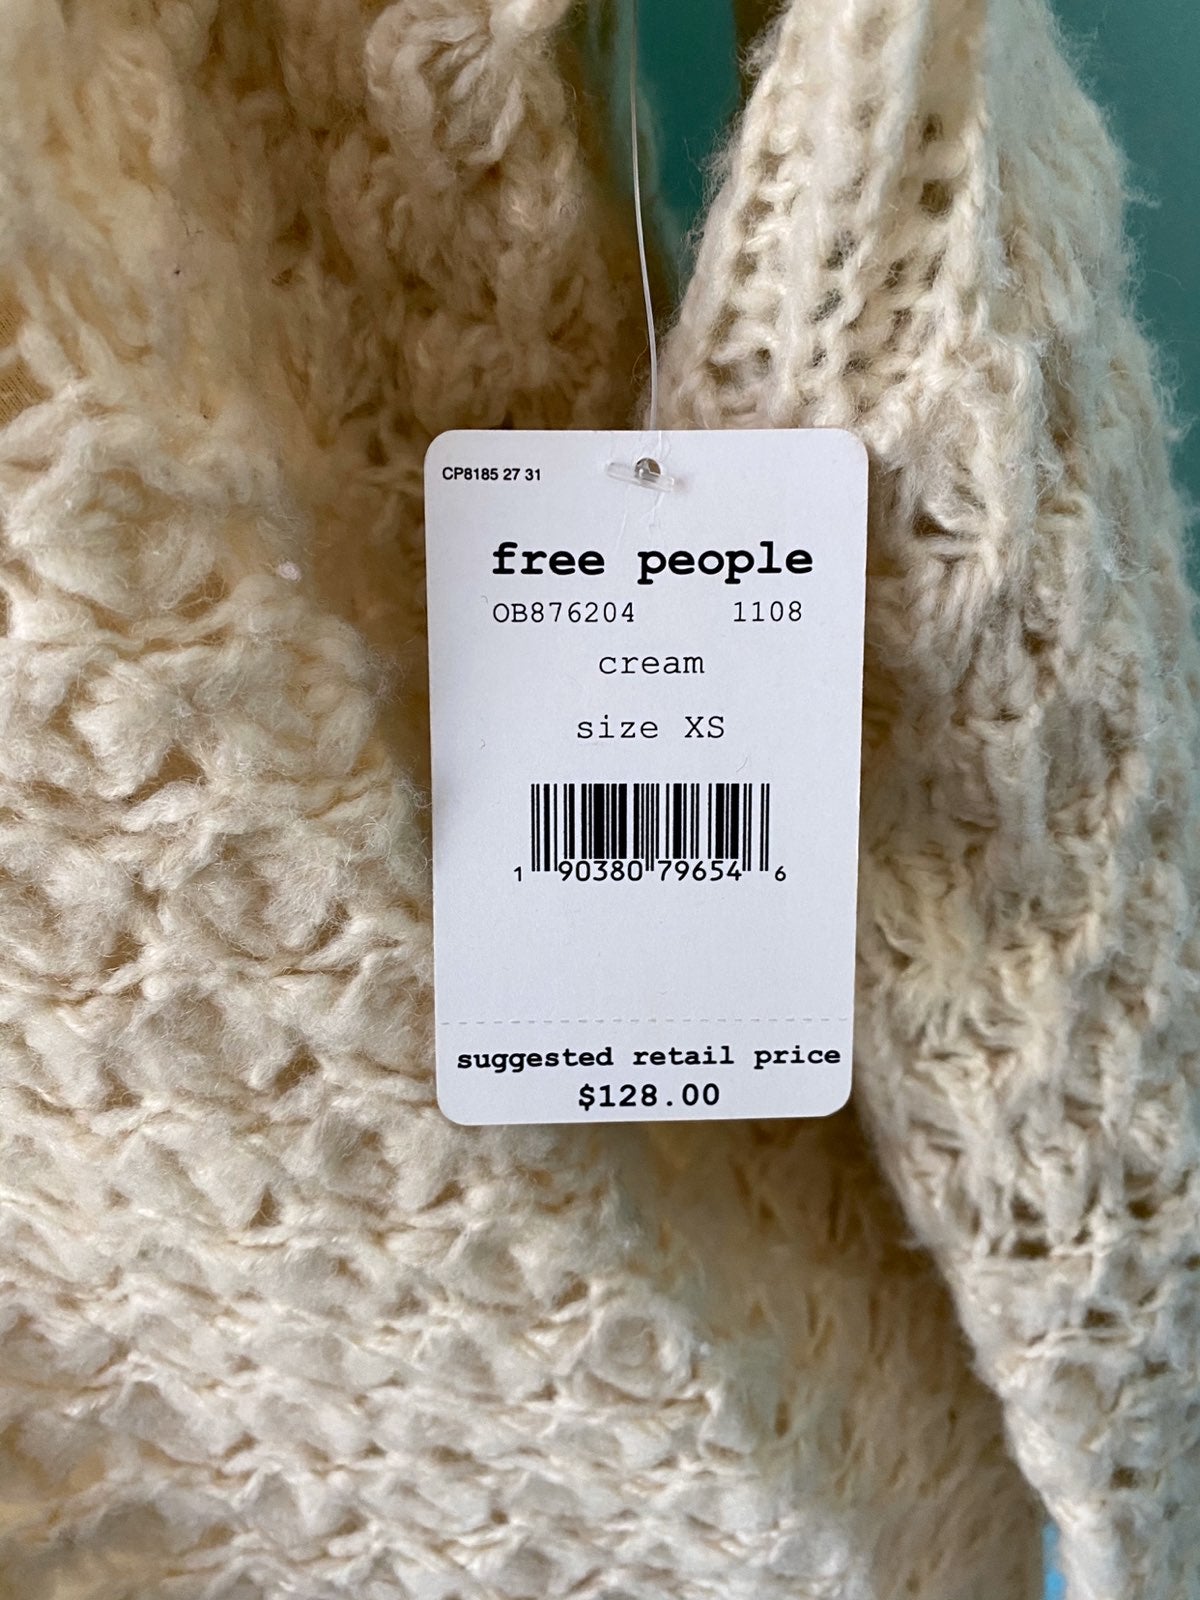 CP8185 27 31
free people
OB876204 1108
cream
size XS
1 90380 79654 6
suggested retail price
$128.00